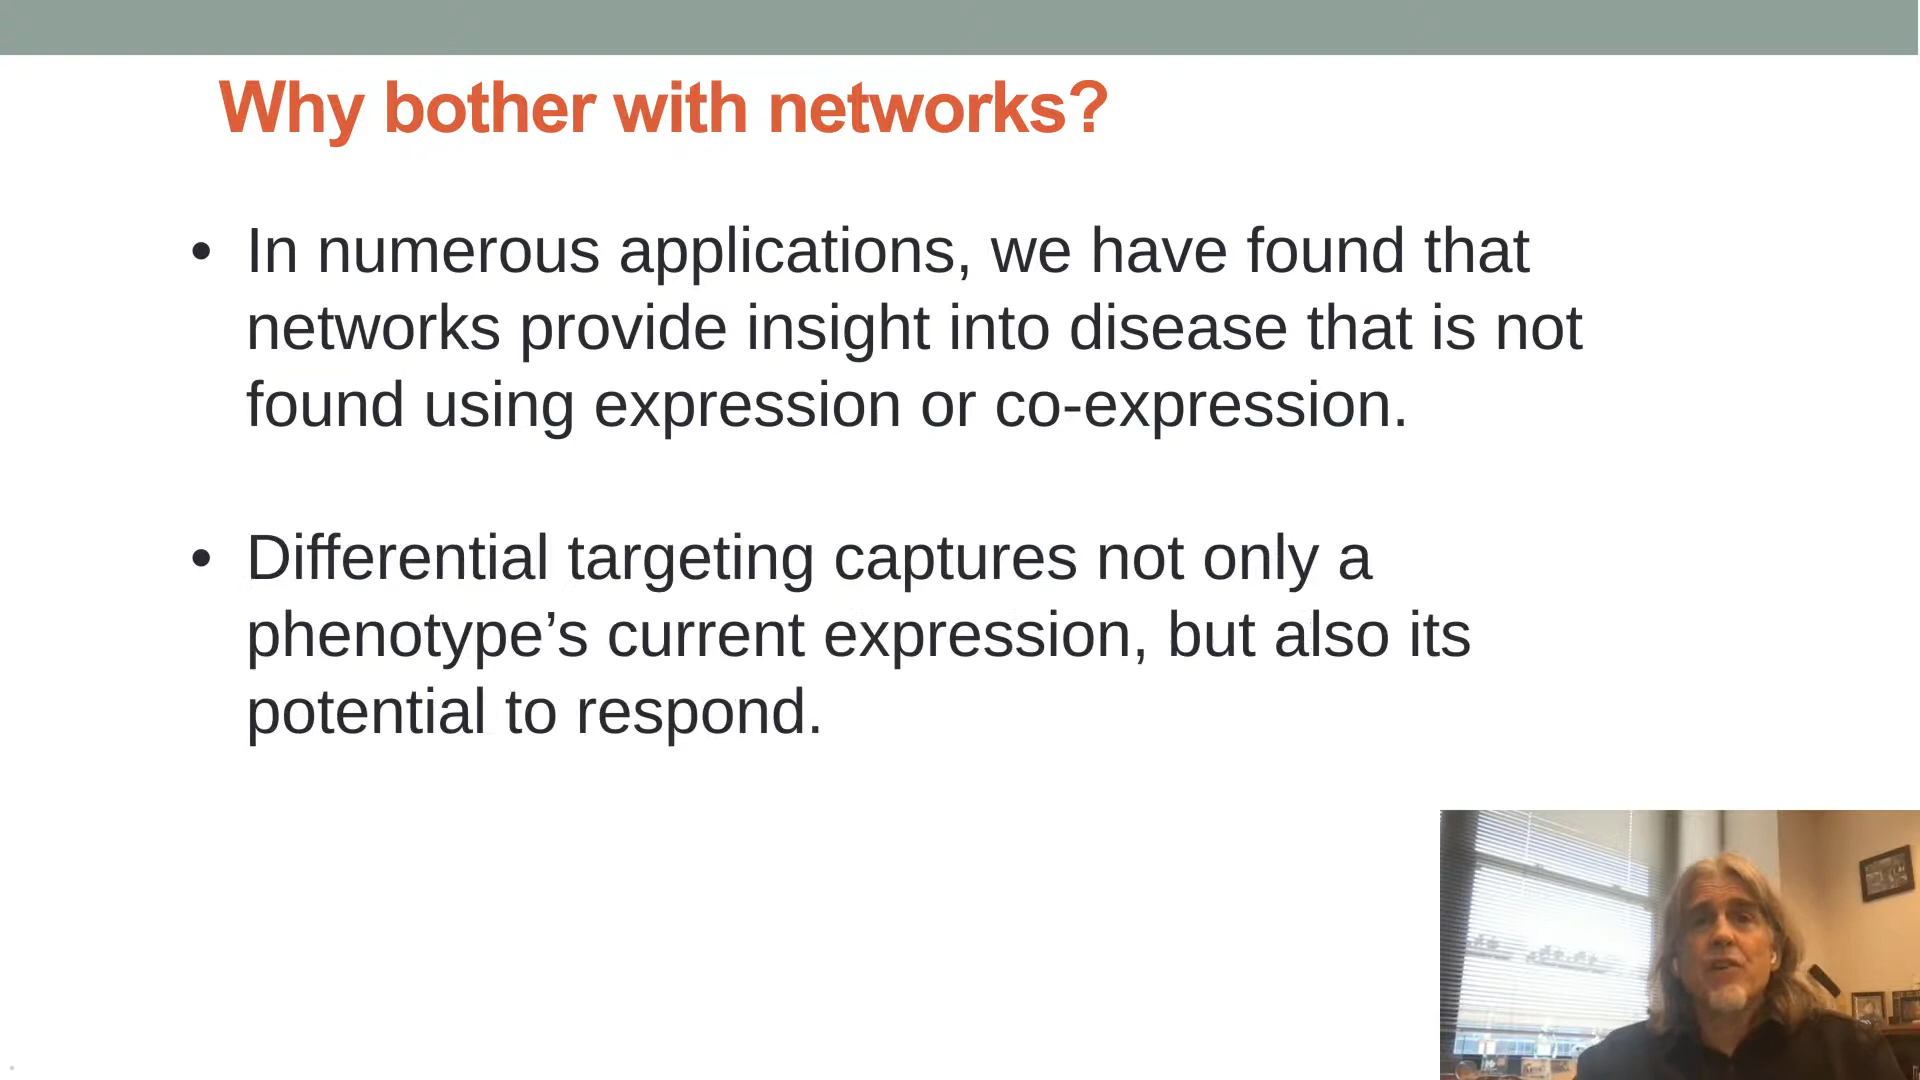 Why bother with networks?
• In numerous applications, we have found that
networks provide insight into disease that is not
found using expression or co-expression.
• Differential targeting captures not only a
phenotype’s current expression, but also its
potential to respond.